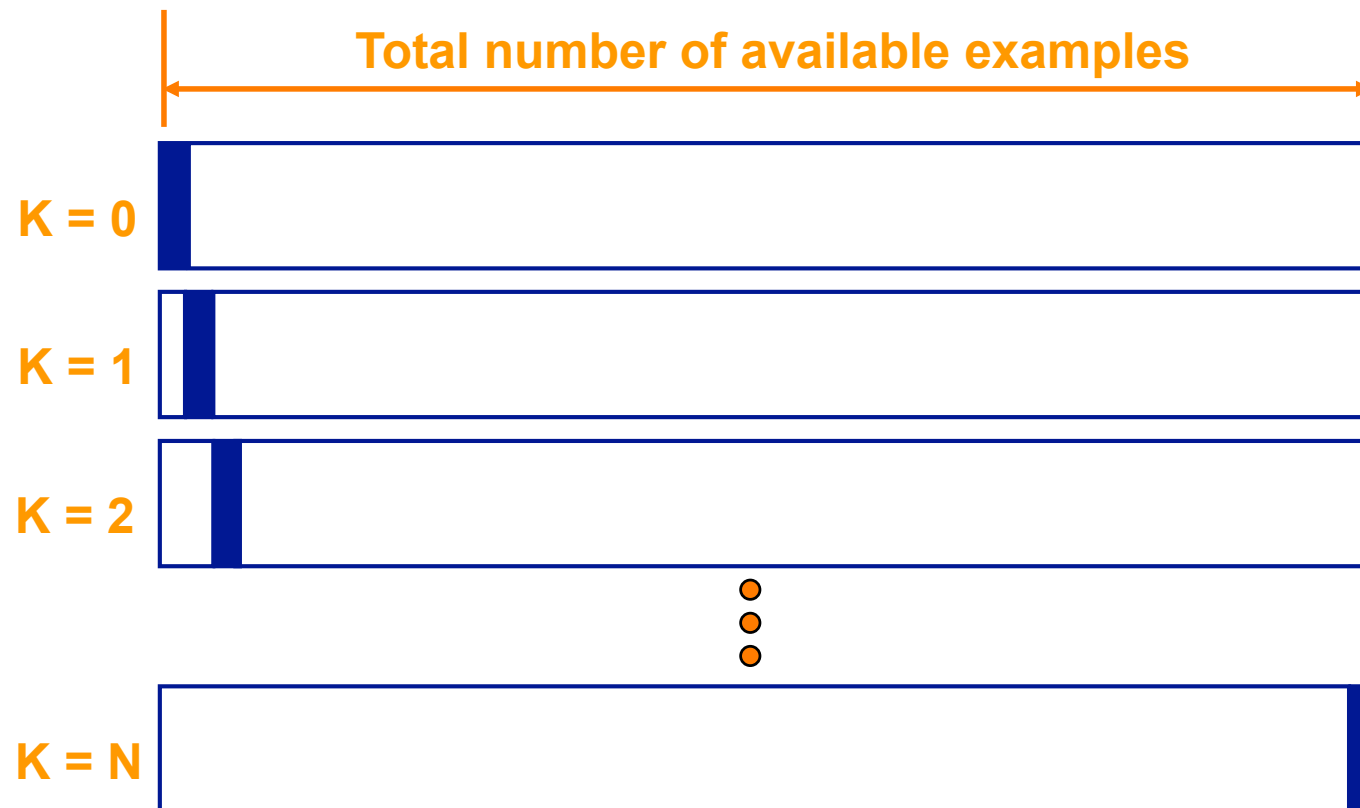 Total number of available examples
K = 0
K = 1
K = 2
K = N